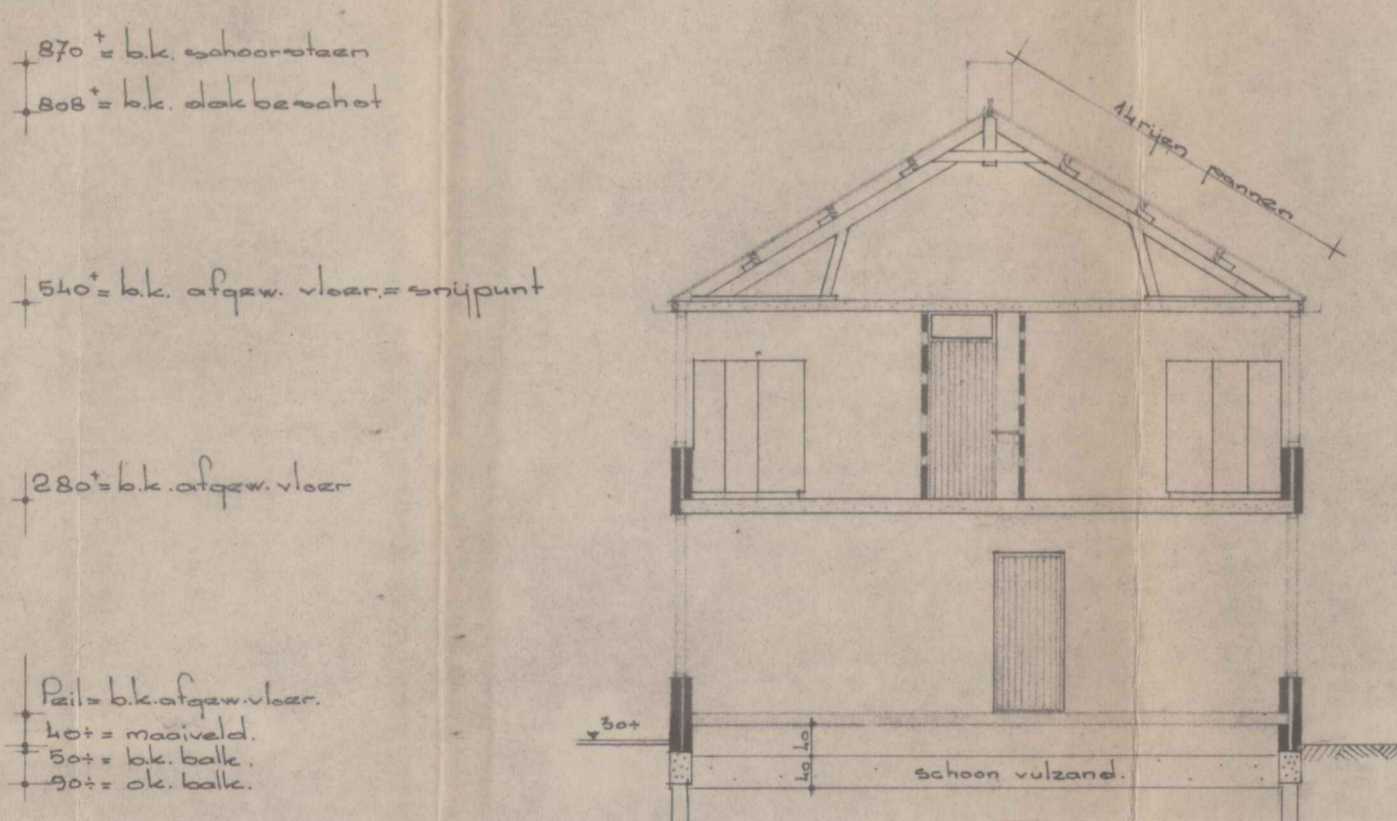 870+ = b.k. schoorsteen
808+ = b.k. dakbeschot
14 rijen pannen
540+ = b.k. afgew. vloer. = snijpunt
280+ = b.k. afgew. vloer
Peil = b.k. afgew. vloer.
40÷ = maaiveld.
50÷ = b.k. balk.
90÷ = ok. balk.
30÷
40
40
schoon vulzand.